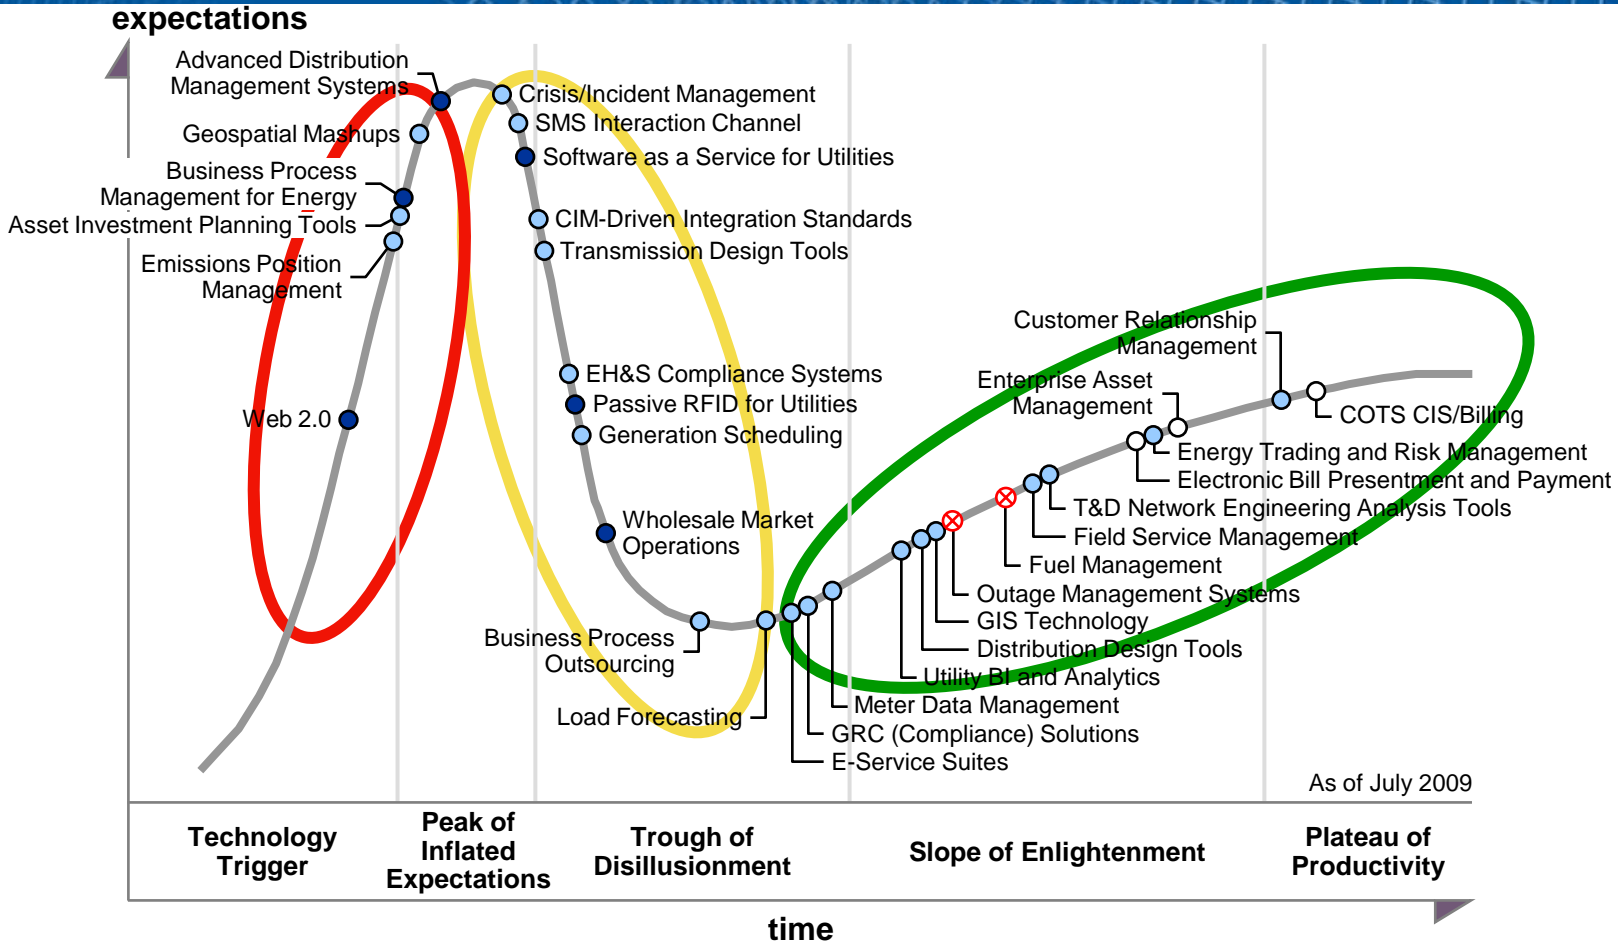 expectations
Advanced Distribution
Management Systems
Geospatial Mashups
Business Process
Management for Energy
Asset Investment Planning Tools
Emissions Position
Management
Web 2.0
Crisis/Incident Management
SMS Interaction Channel
Software as a Service for Utilities
CIM-Driven Integration Standards
Transmission Design Tools
EH&S Compliance Systems
Passive RFID for Utilities
Generation Scheduling
Wholesale Market
Operations
Business Process
Outsourcing
Load Forecasting
Customer Relationship
Management
Enterprise Asset
Management
COTS CIS/Billing
Energy Trading and Risk Management
Electronic Bill Presentment and Payment
T&D Network Engineering Analysis Tools
Field Service Management
Fuel Management
Outage Management Systems
GIS Technology
Distribution Design Tools
Utility BI and Analytics
Meter Data Management
GRC (Compliance) Solutions
E-Service Suites
As of July 2009
Technology
Trigger
Peak of
Inflated
Expectations
Trough of
Disillusionment
Slope of Enlightenment
Plateau of
Productivity
time